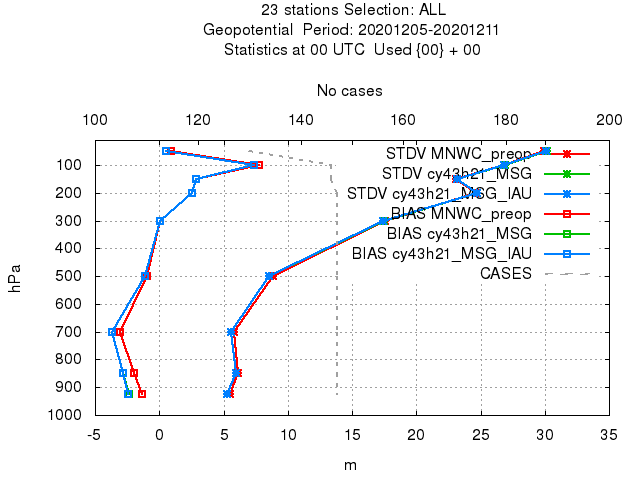 23 stations Selection: ALL
Geopotential  Period: 20201205-20201211
Statistics at 00 UTC  Used {00} + 00
No cases
100 120 140 160 180 200
STDV MNWC_preop
STDV cy43h21_MSG
STDV cy43h21_MSG_IAU
BIAS MNWC_preop
BIAS cy43h21_MSG
BIAS cy43h21_MSG_IAU
CASES
100
200
300
400
500
600
700
800
900
1000
hPa
-5 0 5 10 15 20 25 30 35
m